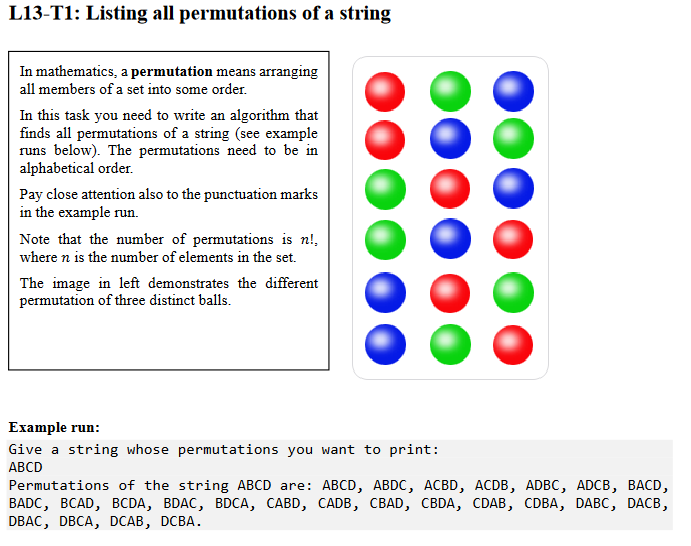 L13-T1: Listing all permutations of a string
In mathematics, a permutation means arranging
all members of a set into some order.
In this task you need to write an algorithm that
finds all permutations of a string (see example
runs below). The permutations need to be in
alphabetical order.
Pay close attention also to the punctuation marks
in the example run.
Note that the number of permutations is n!,
where n is the number of elements in the set.
The image in left demonstrates the different
permutation of three distinct balls.
Example run:
Give a string whose permutations you want to print:
ABCD
Permutations of the string ABCD are: ABCD, ABDC, ACBD, ACDB, ADBC, ADCB, BACD,
BADC, BCAD, BCDA, BDAC, BDCA, CABD, CADB, CBAD, CBDA, CDAB, CDBA, DABC, DACB,
DBAC, DBCA, DCAB, DCBA.